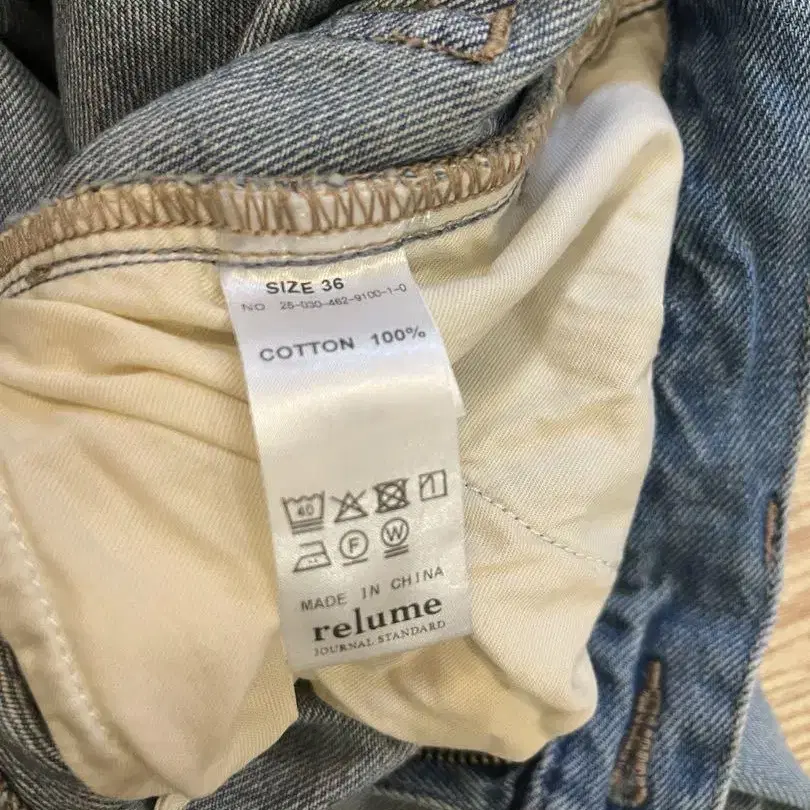 SIZE 36
NO. 25-030-462-9100-1-0
COTTON 100%
40
F W
MADE IN CHINA
relume
JOURNAL STANDARD